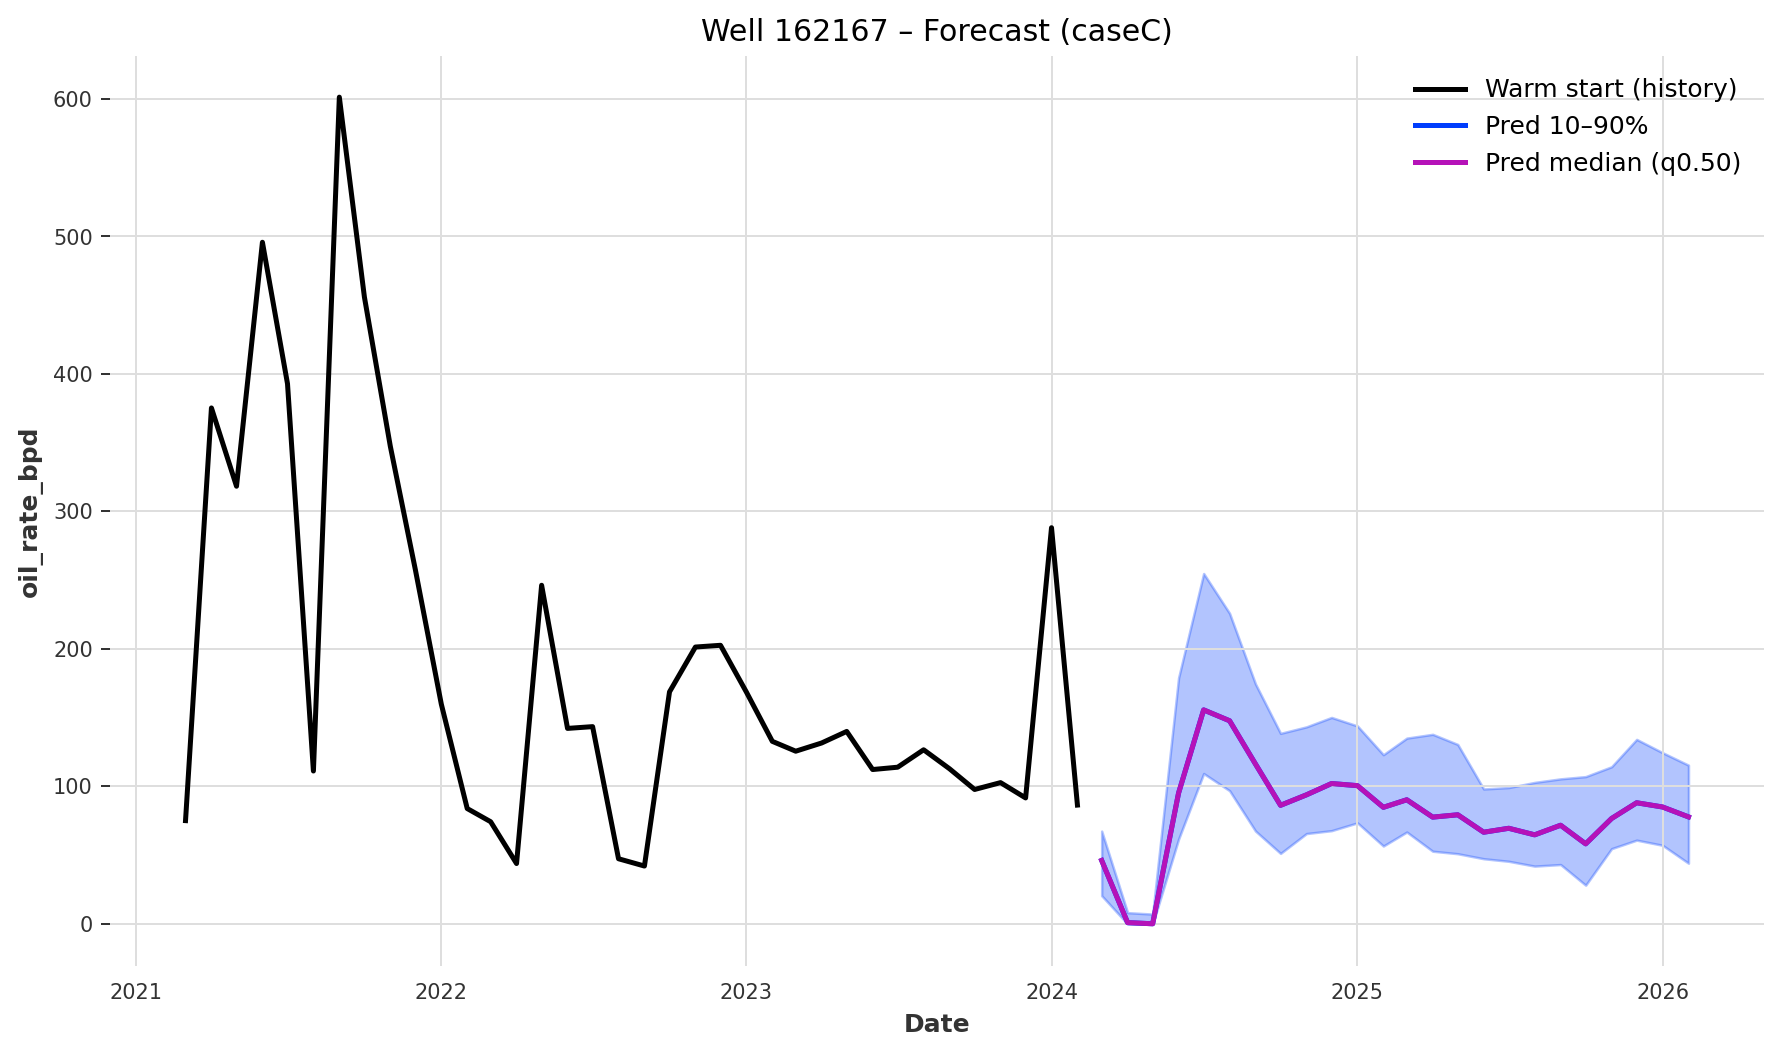 Well 162167 – Forecast (caseC)
Warm start (history)
Pred 10–90%
Pred median (q0.50)
oil_rate_bpd
600
500
400
300
200
100
0
2021
2022
2023
2024
2025
2026
Date